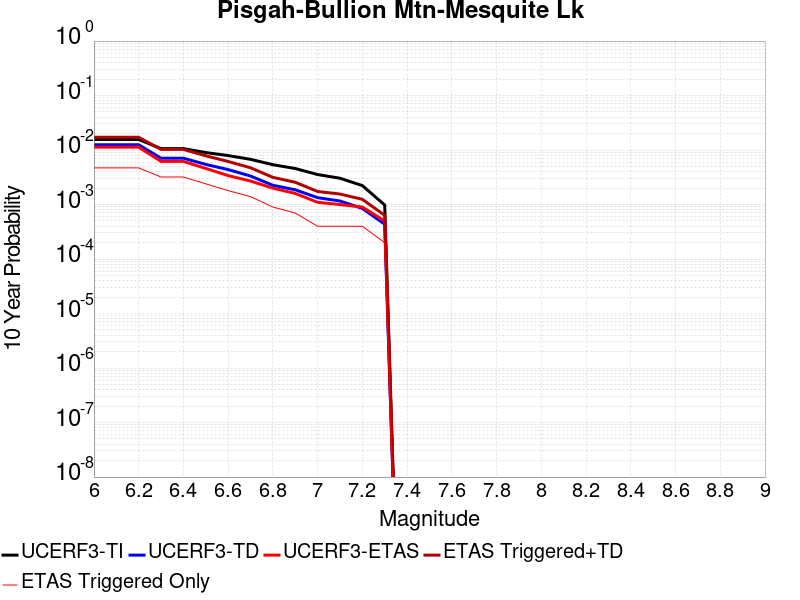 Pisgah-Bullion Mtn-Mesquite Lk
10^0
10^-1
10^-2
10^-3
10^-4
10^-5
10^-6
10^-7
10^-8
10 Year Probability
6 6.2 6.4 6.6 6.8 7 7.2 7.4 7.6 7.8 8 8.2 8.4 8.6 8.8 9
Magnitude
UCERF3-TI UCERF3-TD UCERF3-ETAS ETAS Triggered+TD
ETAS Triggered Only